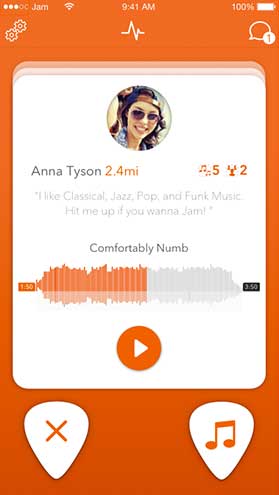 Jam 9:41 AM 100%
1
Anna Tyson 2.4mi 5 2
"I like Classical, Jazz, Pop, and Funk Music.
Hit me up if you wanna Jam! "
Comfortably Numb
1:50 3:50